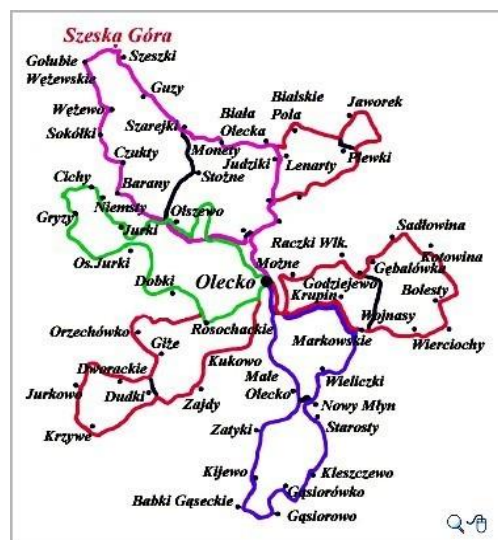 Szeska Góra
Szeszki
Gołubie
Wężewskie
Guzy
Bialskie
Pola
Jaworek
Wężewo
Szarejki
Biała
Olecka
Sokółki
Monety
Judziki
Lenarty
Plewki
Czukty
Stożne
Cichy
Barany
Niemsty
Olszewo
Gryzy
Jurki
Sadłowina
Raczki Wlk.
Kotowina
Os.Jurki
Możne
Gębalówka
Olecko
Godziejewo
Dobki
Krupin
Bolesty
Wojnasy
Orzechówko
Rosochackie
Markowskie
Wierciochy
Giże
Kukowo
Dworackie
Małe
Olecko
Wieliczki
Jurkowo
Dudki
Zajdy
Nowy Młyn
Krzywe
Zatyki
Starosty
Kijewo
Kleszczewo
Gąsiorówko
Babki Gąseckie
Gąsiorowo